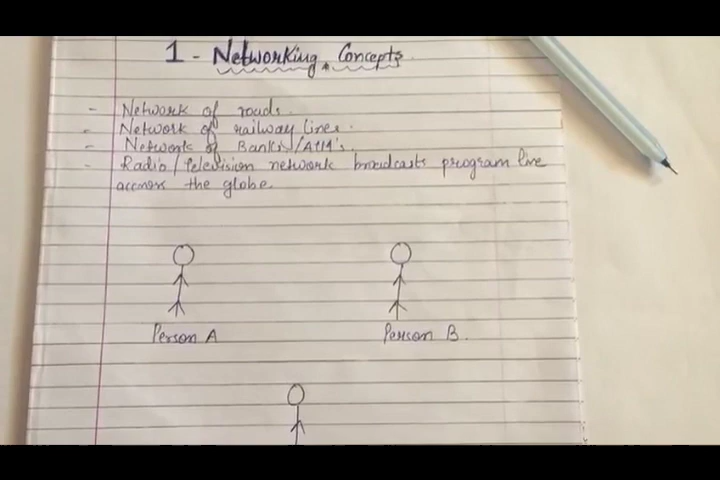 1 - Networking Concepts
- Network of roads.
- Network of railway lines.
- Network of Banks/ATM's.
- Radio/Television network broadcasts program live
accross the globe.
Person A
Person B.